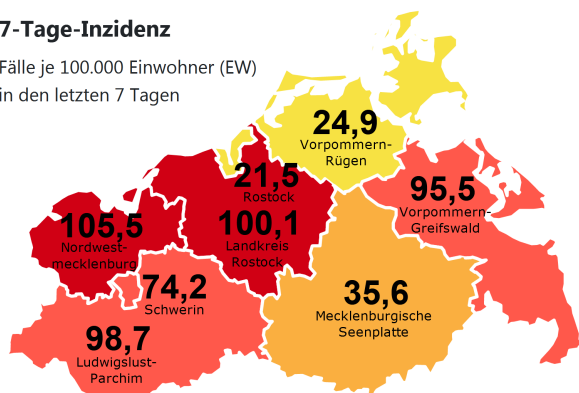 7-Tage-Inzidenz
Fälle je 100.000 Einwohner (EW)
in den letzten 7 Tagen
24,9
Vorpommern-
Rügen
21,5
Rostock
95,5
Vorpommern-
Greifswald
105,5
Nordwest-
mecklenburg
100,1
Landkreis
Rostock
74,2
Schwerin
35,6
Mecklenburgische
Seenplatte
98,7
Ludwigslust-
Parchim